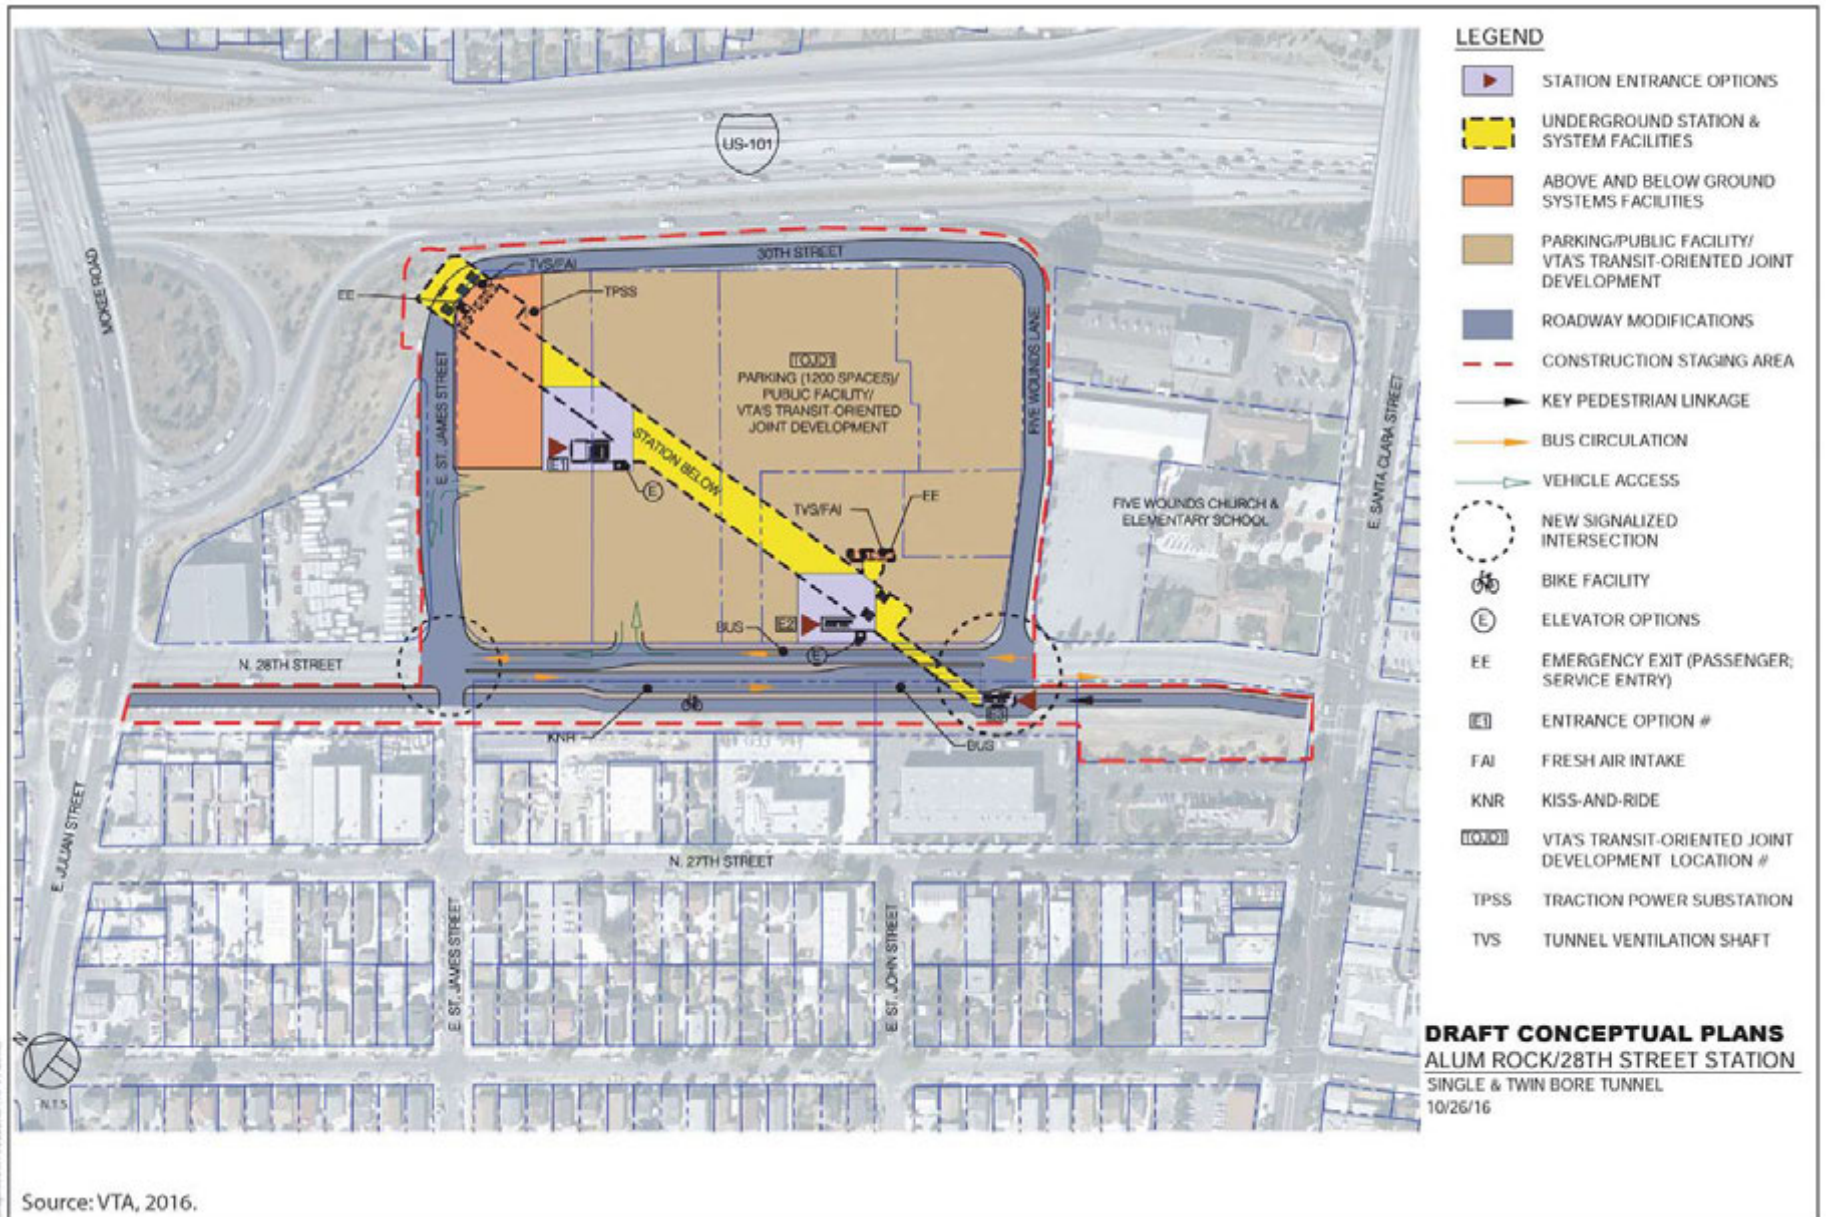 US-101
30TH STREET
TVS/FAI
EE
TPSS
MCKEE ROAD
E. ST. JAMES STREET
TOJD1
PARKING (1200 SPACES)/
PUBLIC FACILITY/
VTA'S TRANSIT-ORIENTED
JOINT DEVELOPMENT
FIVE WOUNDS LANE
E. SANTA CLARA STREET
STATION BELOW
E1
E
TVS/FAI
EE
FIVE WOUNDS CHURCH &
ELEMENTARY SCHOOL
E2
BUS
E
N. 28TH STREET
KNR
BUS
E. JULIAN STREET
N. 27TH STREET
E. ST. JAMES STREET
E. ST. JOHN STREET
N
N.T.S.
LEGEND
STATION ENTRANCE OPTIONS
UNDERGROUND STATION &
SYSTEM FACILITIES
ABOVE AND BELOW GROUND
SYSTEMS FACILITIES
PARKING/PUBLIC FACILITY/
VTA'S TRANSIT-ORIENTED JOINT
DEVELOPMENT
ROADWAY MODIFICATIONS
CONSTRUCTION STAGING AREA
KEY PEDESTRIAN LINKAGE
BUS CIRCULATION
VEHICLE ACCESS
NEW SIGNALIZED
INTERSECTION
BIKE FACILITY
E ELEVATOR OPTIONS
EE EMERGENCY EXIT (PASSENGER;
SERVICE ENTRY)
E1 ENTRANCE OPTION #
FAI FRESH AIR INTAKE
KNR KISS-AND-RIDE
TOJD1 VTA'S TRANSIT-ORIENTED JOINT
DEVELOPMENT LOCATION #
TPSS TRACTION POWER SUBSTATION
TVS TUNNEL VENTILATION SHAFT
DRAFT CONCEPTUAL PLANS
ALUM ROCK/28TH STREET STATION
SINGLE & TWIN BORE TUNNEL
10/26/16
Source: VTA, 2016.